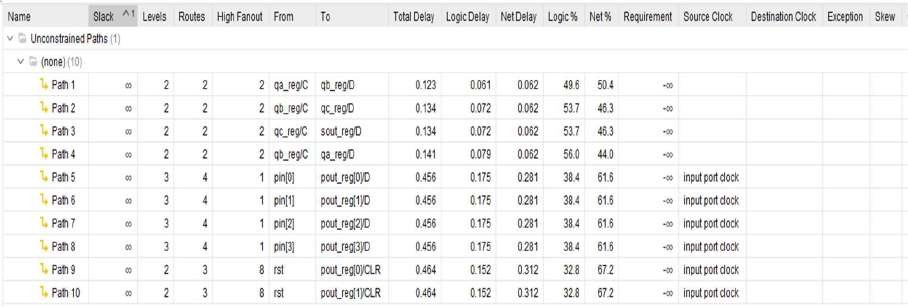 Name Slack ^1 Levels Routes High Fanout From To Total Delay Logic Delay Net Delay Logic % Net % Requirement Source Clock Destination Clock Exception Skew
Unconstrained Paths (1)
(none) (10)
Path 1 ∞ 2 2 2 qa_reg/C qb_reg/D 0.123 0.061 0.062 49.6 50.4 -∞
Path 2 ∞ 2 2 2 qb_reg/C qc_reg/D 0.134 0.072 0.062 53.7 46.3 -∞
Path 3 ∞ 2 2 2 qc_reg/C sout_reg/D 0.134 0.072 0.062 53.7 46.3 -∞
Path 4 ∞ 2 2 2 qb_reg/C qa_reg/D 0.141 0.079 0.062 56.0 44.0 -∞
Path 5 ∞ 3 4 1 pin[0] pout_reg[0]/D 0.456 0.175 0.281 38.4 61.6 -∞ input port clock
Path 6 ∞ 3 4 1 pin[1] pout_reg[1]/D 0.456 0.175 0.281 38.4 61.6 -∞ input port clock
Path 7 ∞ 3 4 1 pin[2] pout_reg[2]/D 0.456 0.175 0.281 38.4 61.6 -∞ input port clock
Path 8 ∞ 3 4 1 pin[3] pout_reg[3]/D 0.456 0.175 0.281 38.4 61.6 -∞ input port clock
Path 9 ∞ 2 3 8 rst pout_reg[0]/CLR 0.464 0.152 0.312 32.8 67.2 -∞ input port clock
Path 10 ∞ 2 3 8 rst pout_reg[1]/CLR 0.464 0.152 0.312 32.8 67.2 -∞ input port clock